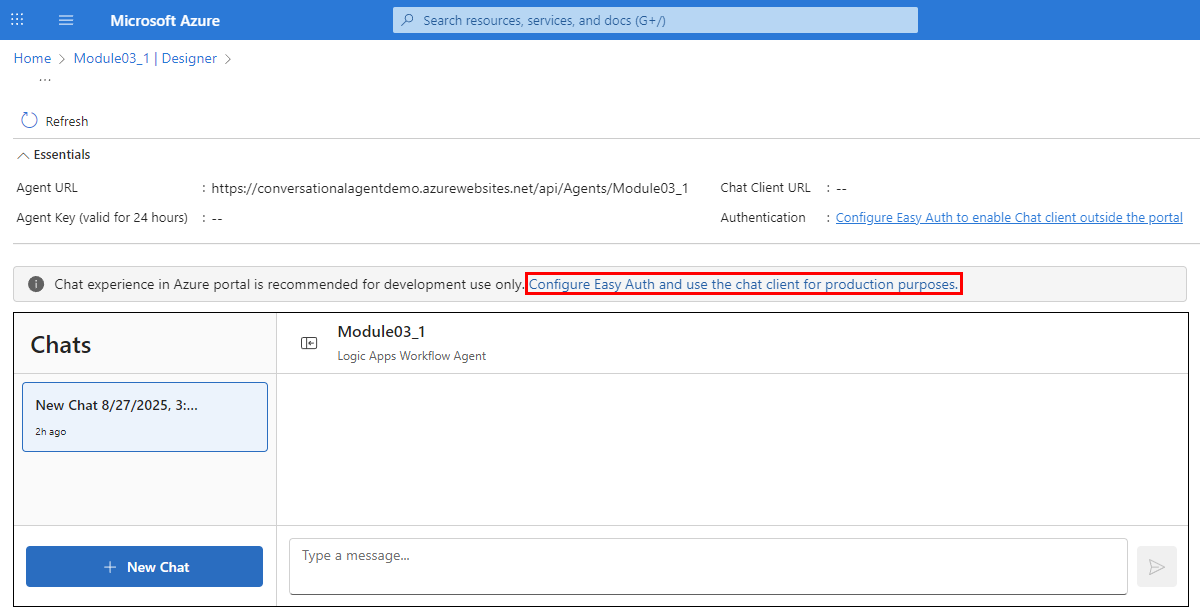 Microsoft Azure
Search resources, services, and docs (G+/)
Home > Module03_1 | Designer >
...
Refresh
Essentials
Agent URL : https://conversationalagentdemo.azurewebsites.net/api/Agents/Module03_1
Chat Client URL : --
Agent Key (valid for 24 hours) : --
Authentication : Configure Easy Auth to enable Chat client outside the portal
Chat experience in Azure portal is recommended for development use only. Configure Easy Auth and use the chat client for production purposes.
Chats
Module03_1
Logic Apps Workflow Agent
New Chat 8/27/2025, 3:...
2h ago
+ New Chat
Type a message...